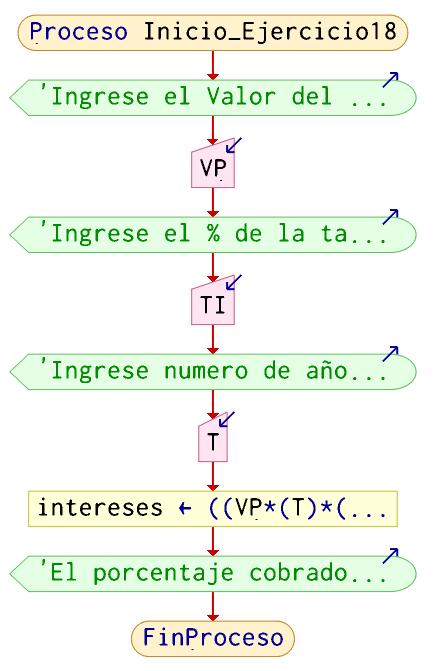 Proceso Inicio_Ejercicio18
'Ingrese el Valor del ...
VP
'Ingrese el % de la ta...
TI
'Ingrese numero de año...
T
intereses ← ((VP*(T)*(...
'El porcentaje cobrado...
FinProceso